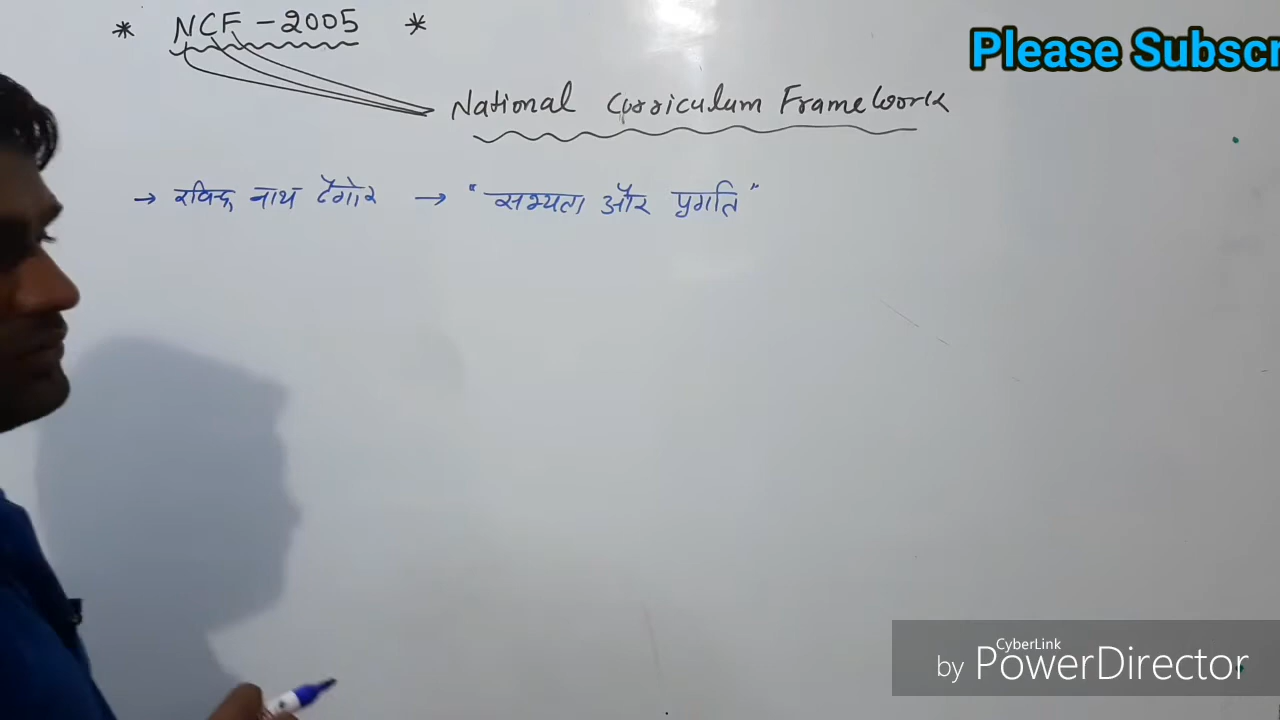 * NCF - 2005 *
Please Subscr
National Curriculum Framework
→ रविन्द्र नाथ टैगोर → "सभ्यता और प्रगति"
CyberLink
by PowerDirector